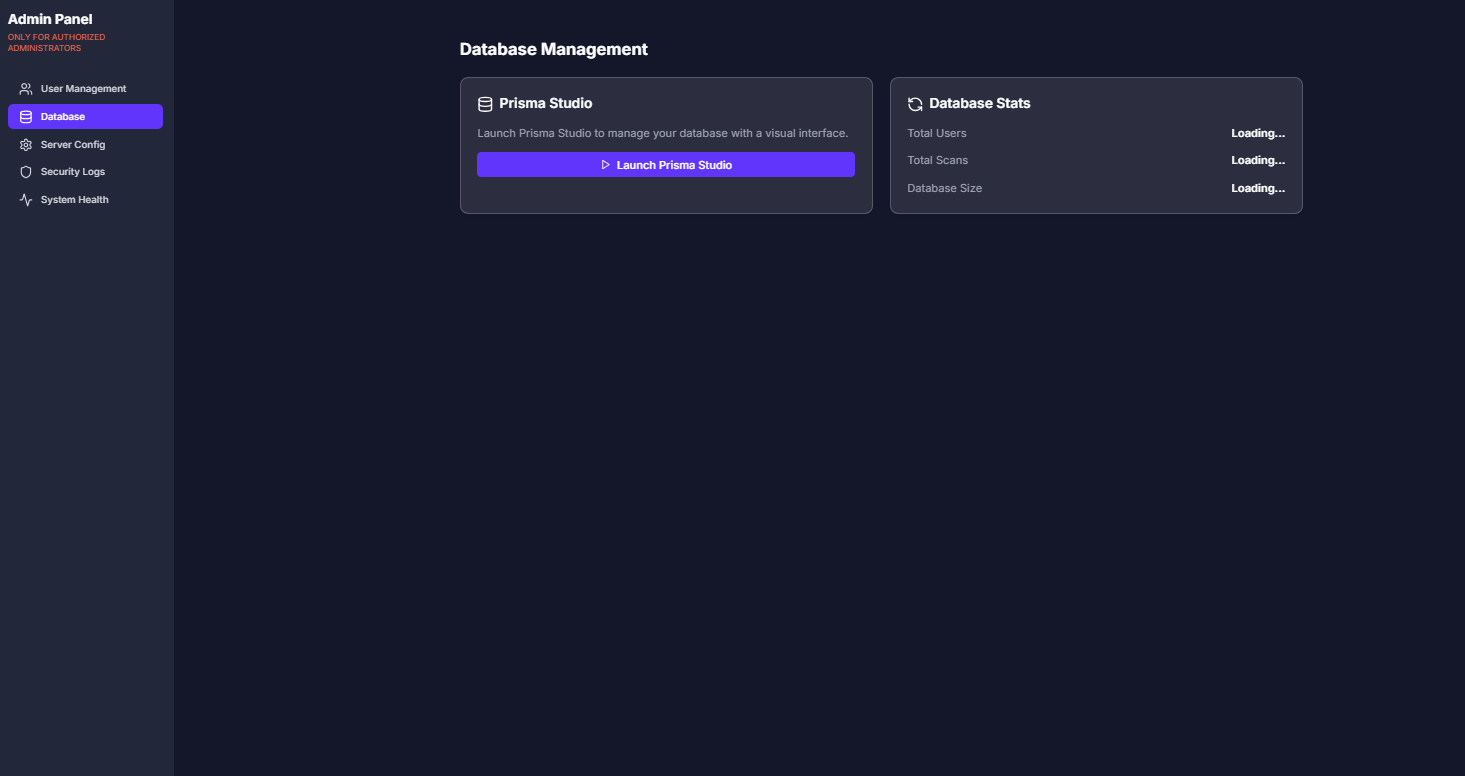 Admin Panel
ONLY FOR AUTHORIZED
ADMINISTRATORS
User Management
Database
Server Config
Security Logs
System Health
Database Management
Prisma Studio
Launch Prisma Studio to manage your database with a visual interface.
Launch Prisma Studio
Database Stats
Total Users Loading...
Total Scans Loading...
Database Size Loading...